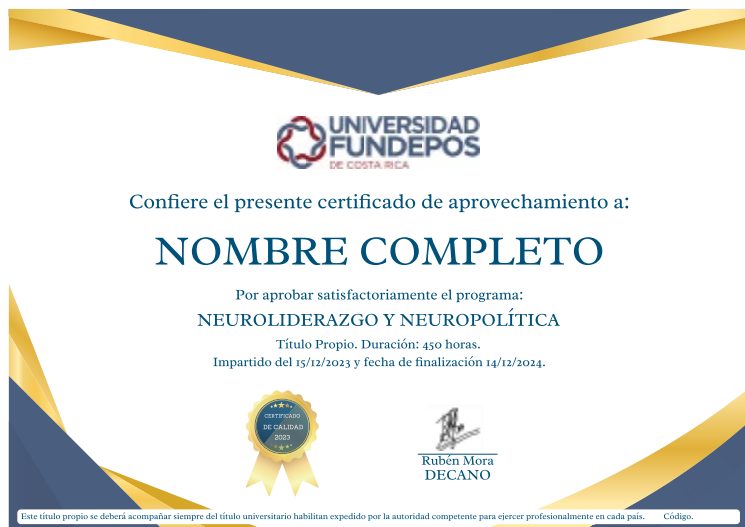 UNIVERSIDAD
FUNDEPOS
DE COSTA RICA
Confiere el presente certificado de aprovechamiento a:
NOMBRE COMPLETO
Por aprobar satisfactoriamente el programa:
NEUROLIDERAZGO Y NEUROPOLÍTICA
Título Propio. Duración: 450 horas.
Impartido del 15/12/2023 y fecha de finalización 14/12/2024.
CERTIFICADO
DE CALIDAD
2023
Rubén Mora
DECANO
Este título propio se deberá acompañar siempre del título universitario habilitan expedido por la autoridad competente para ejercer profesionalmente en cada país. Código.